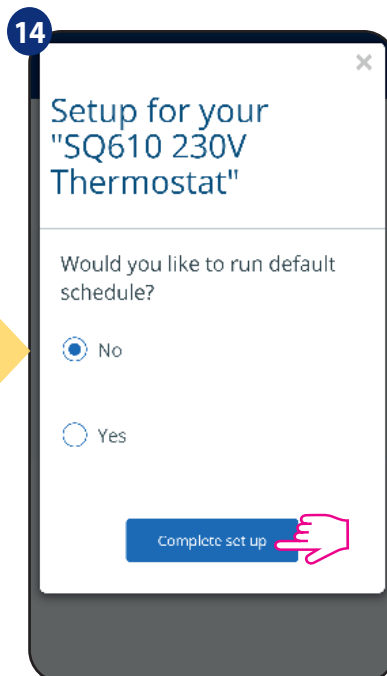 14
×
Setup for your
"SQ610 230V
Thermostat"
Would you like to run default
schedule?
No
Yes
Complete set up